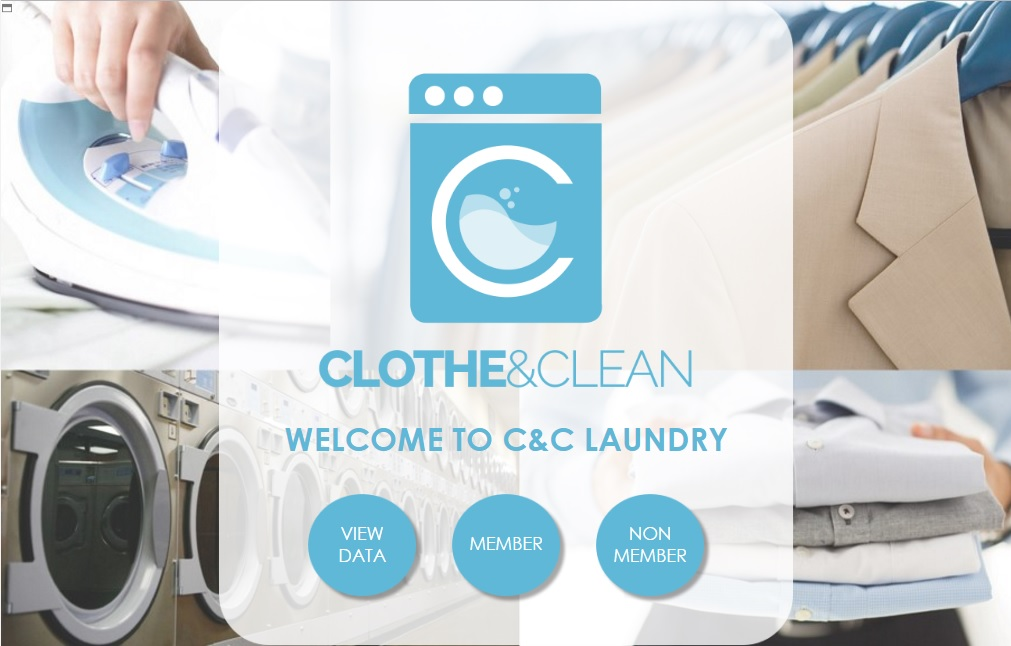 CLOTHE&CLEAN
WELCOME TO C&C LAUNDRY
VIEW
DATA
MEMBER
NON
MEMBER